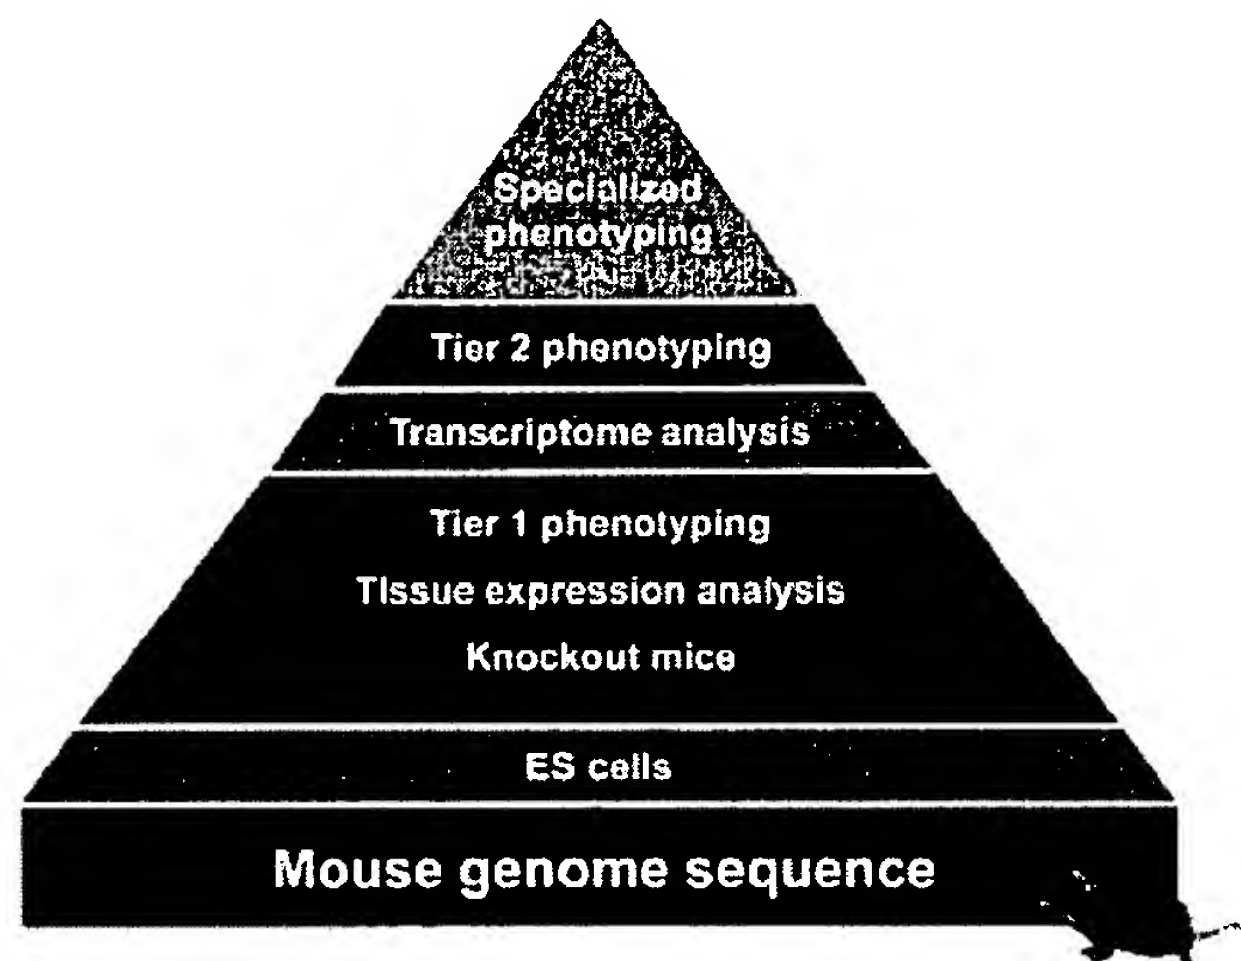 Specialized
phenotyping
Tier 2 phenotyping
Transcriptome analysis
Tier 1 phenotyping
Tissue expression analysis
Knockout mice
ES cells
Mouse genome sequence